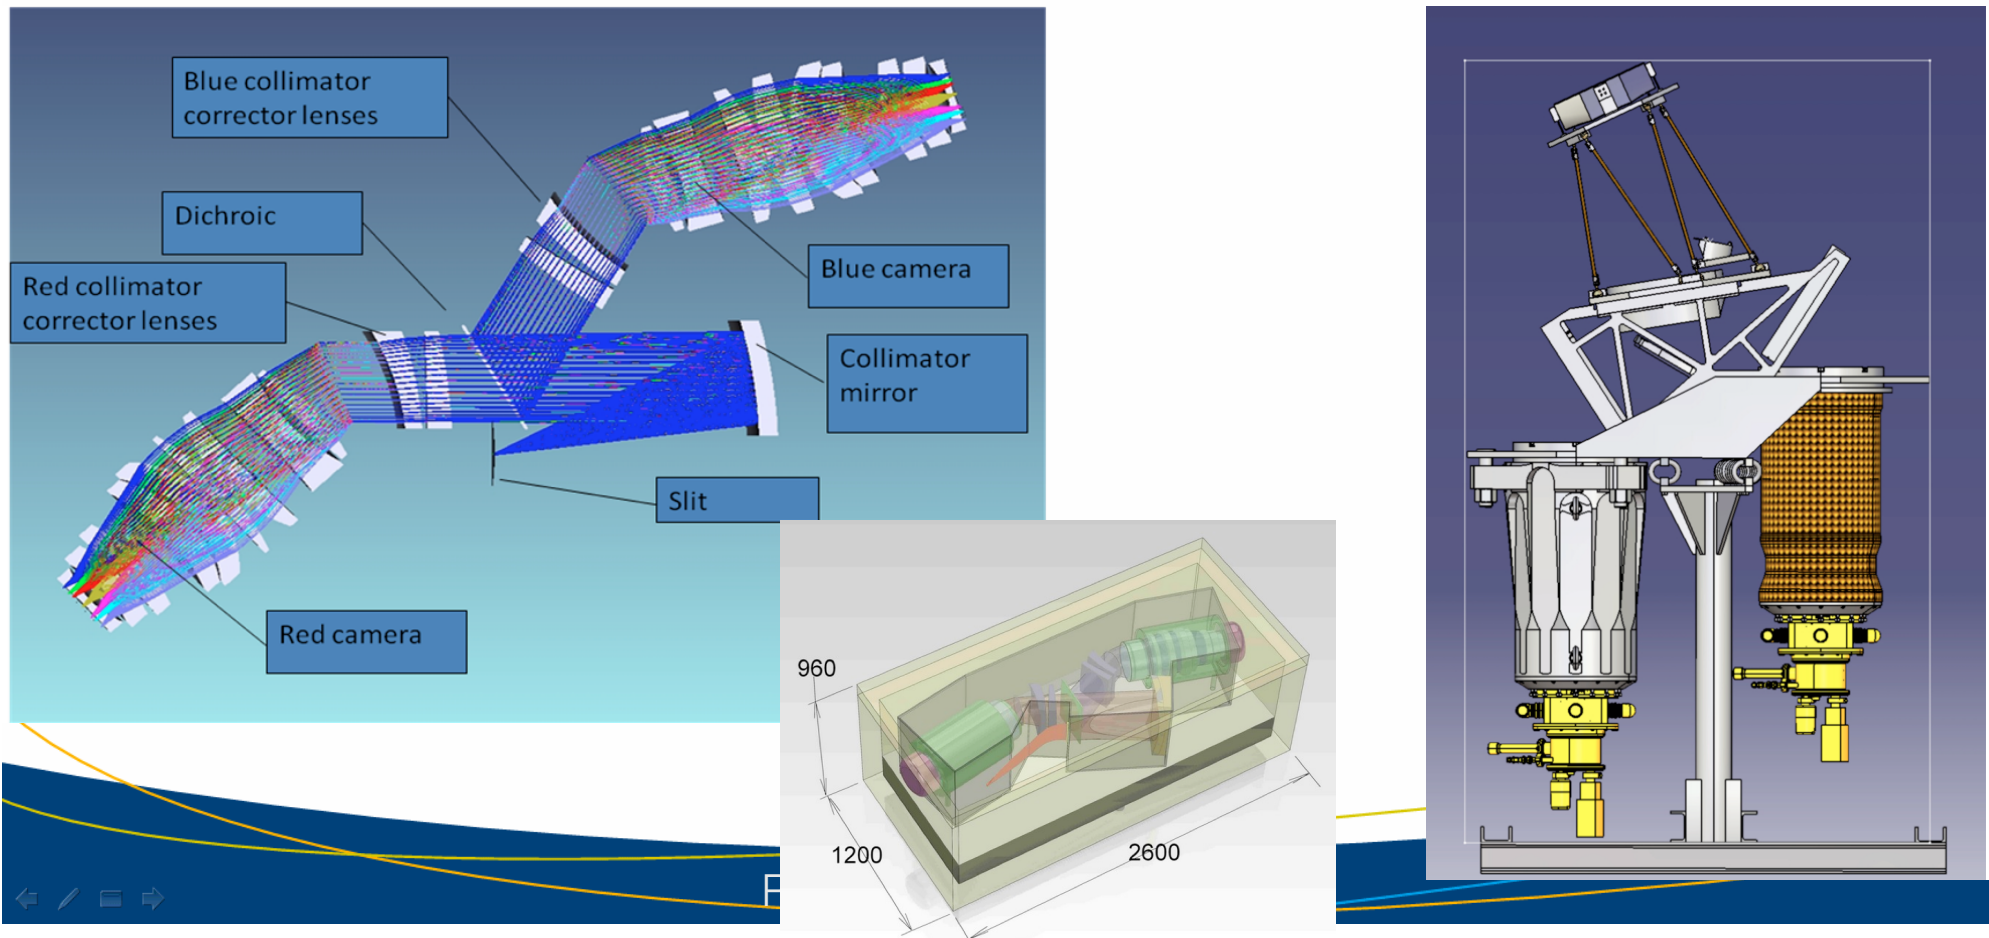 Blue collimator
corrector lenses
Dichroic
Red collimator
corrector lenses
Blue camera
Collimator
mirror
Slit
Red camera
960
1200
2600
F